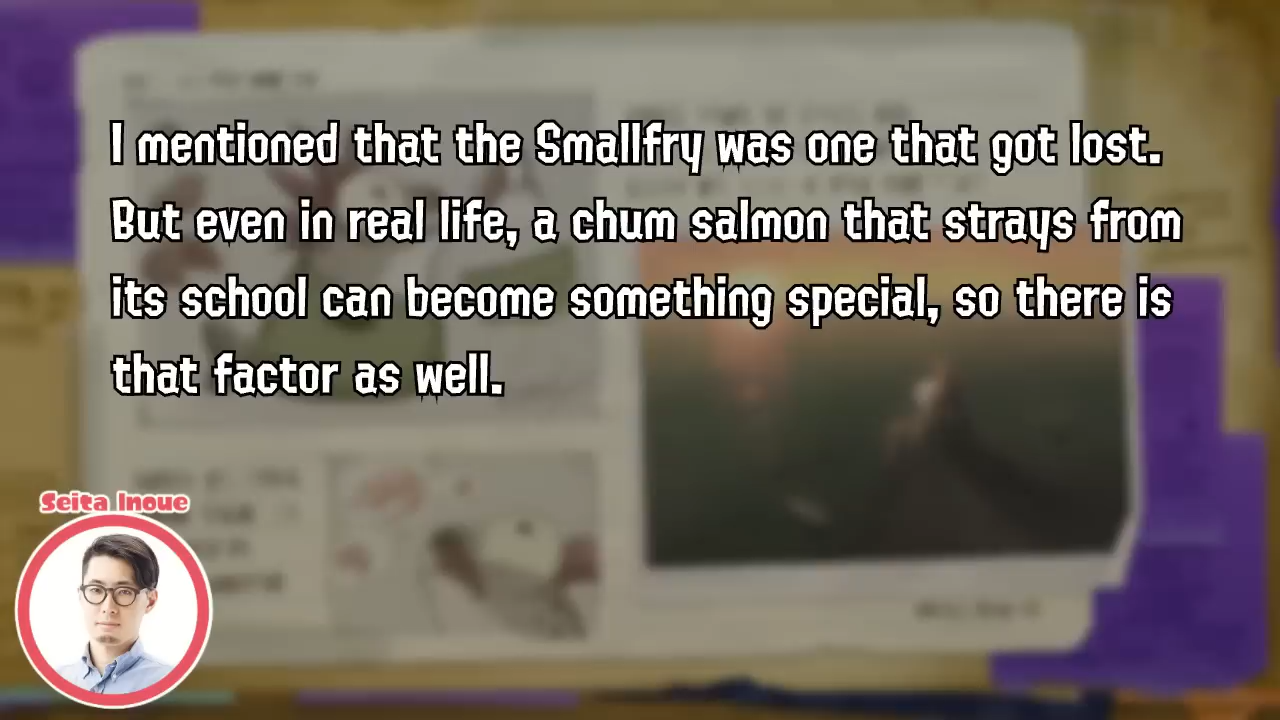 I mentioned that the Smallfry was one that got lost.
But even in real life, a chum salmon that strays from
its school can become something special, so there is
that factor as well.
Seita Inoue